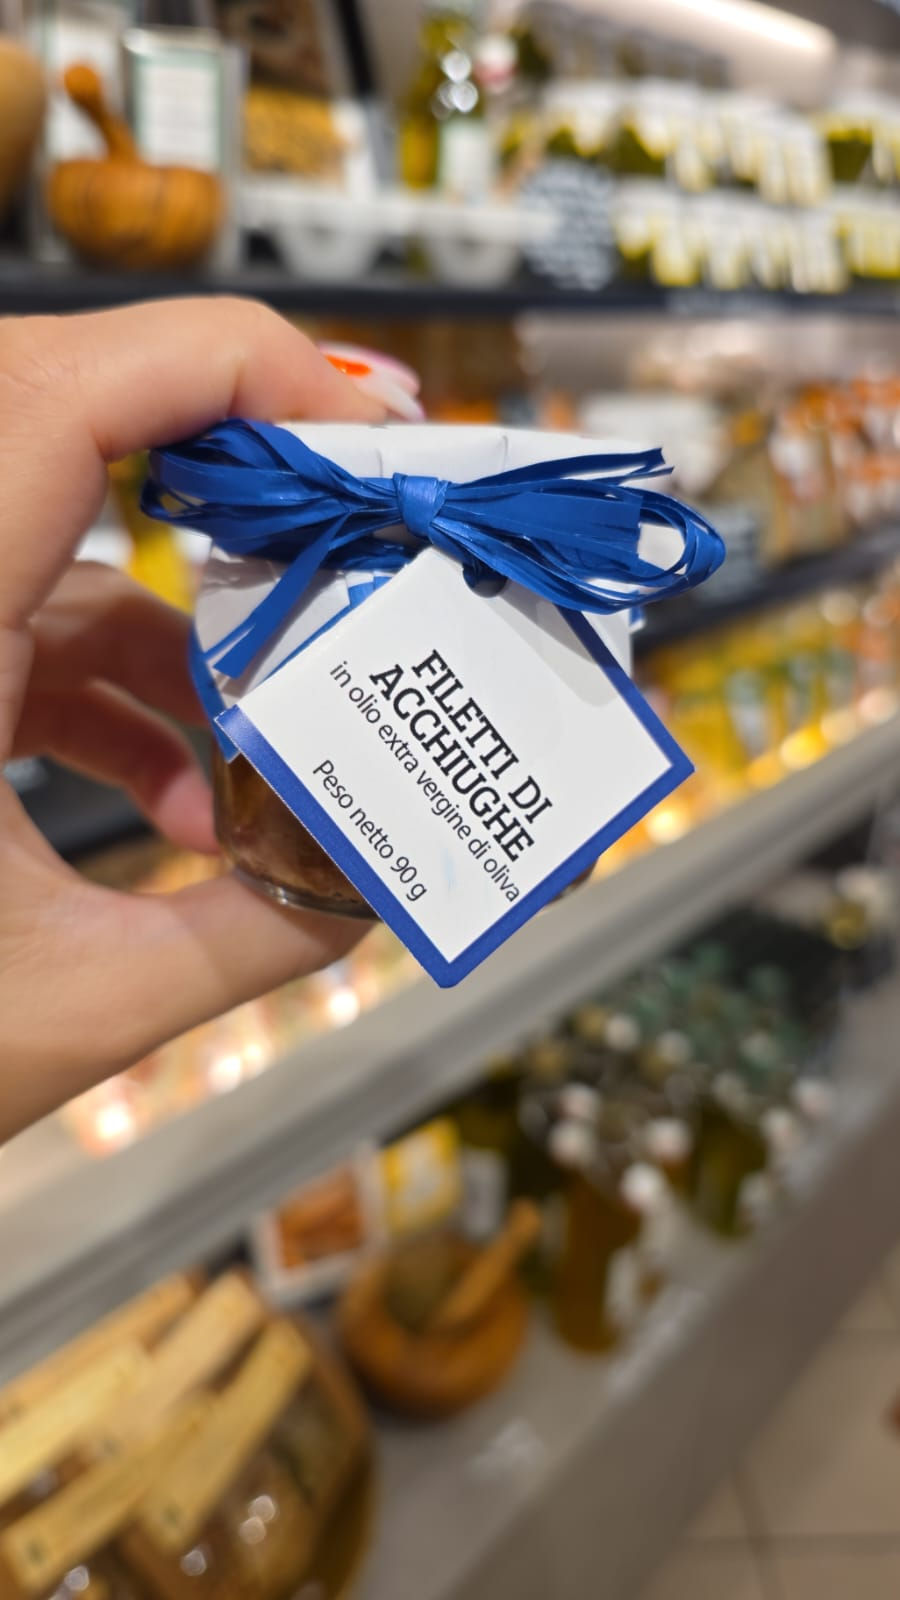 FILETTI DI
ACCHIUGHE
in olio extra vergine di oliva
Peso netto 90 g